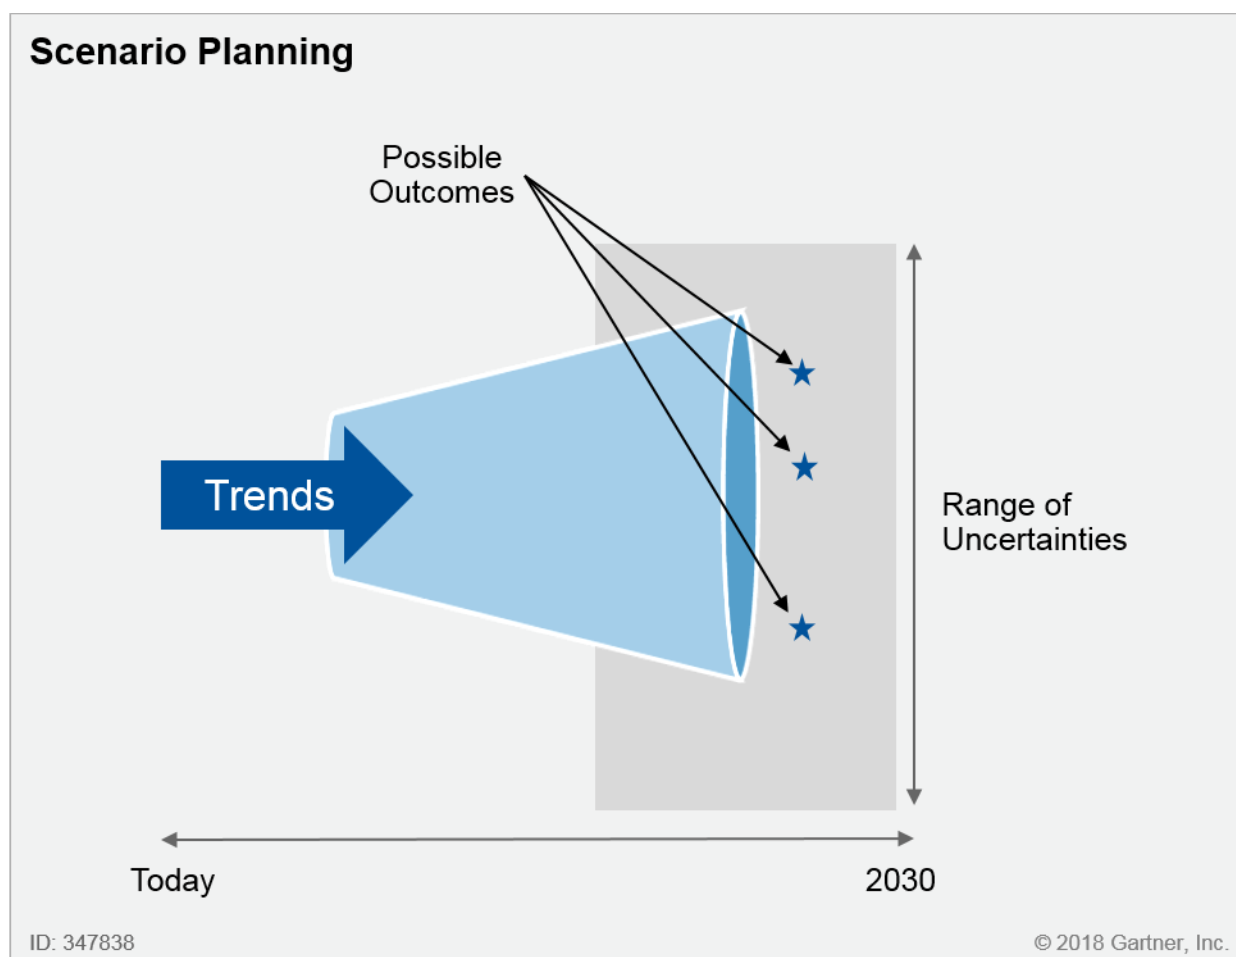 Scenario Planning
Possible
Outcomes
Trends
Range of
Uncertainties
Today
2030
ID: 347838
© 2018 Gartner, Inc.